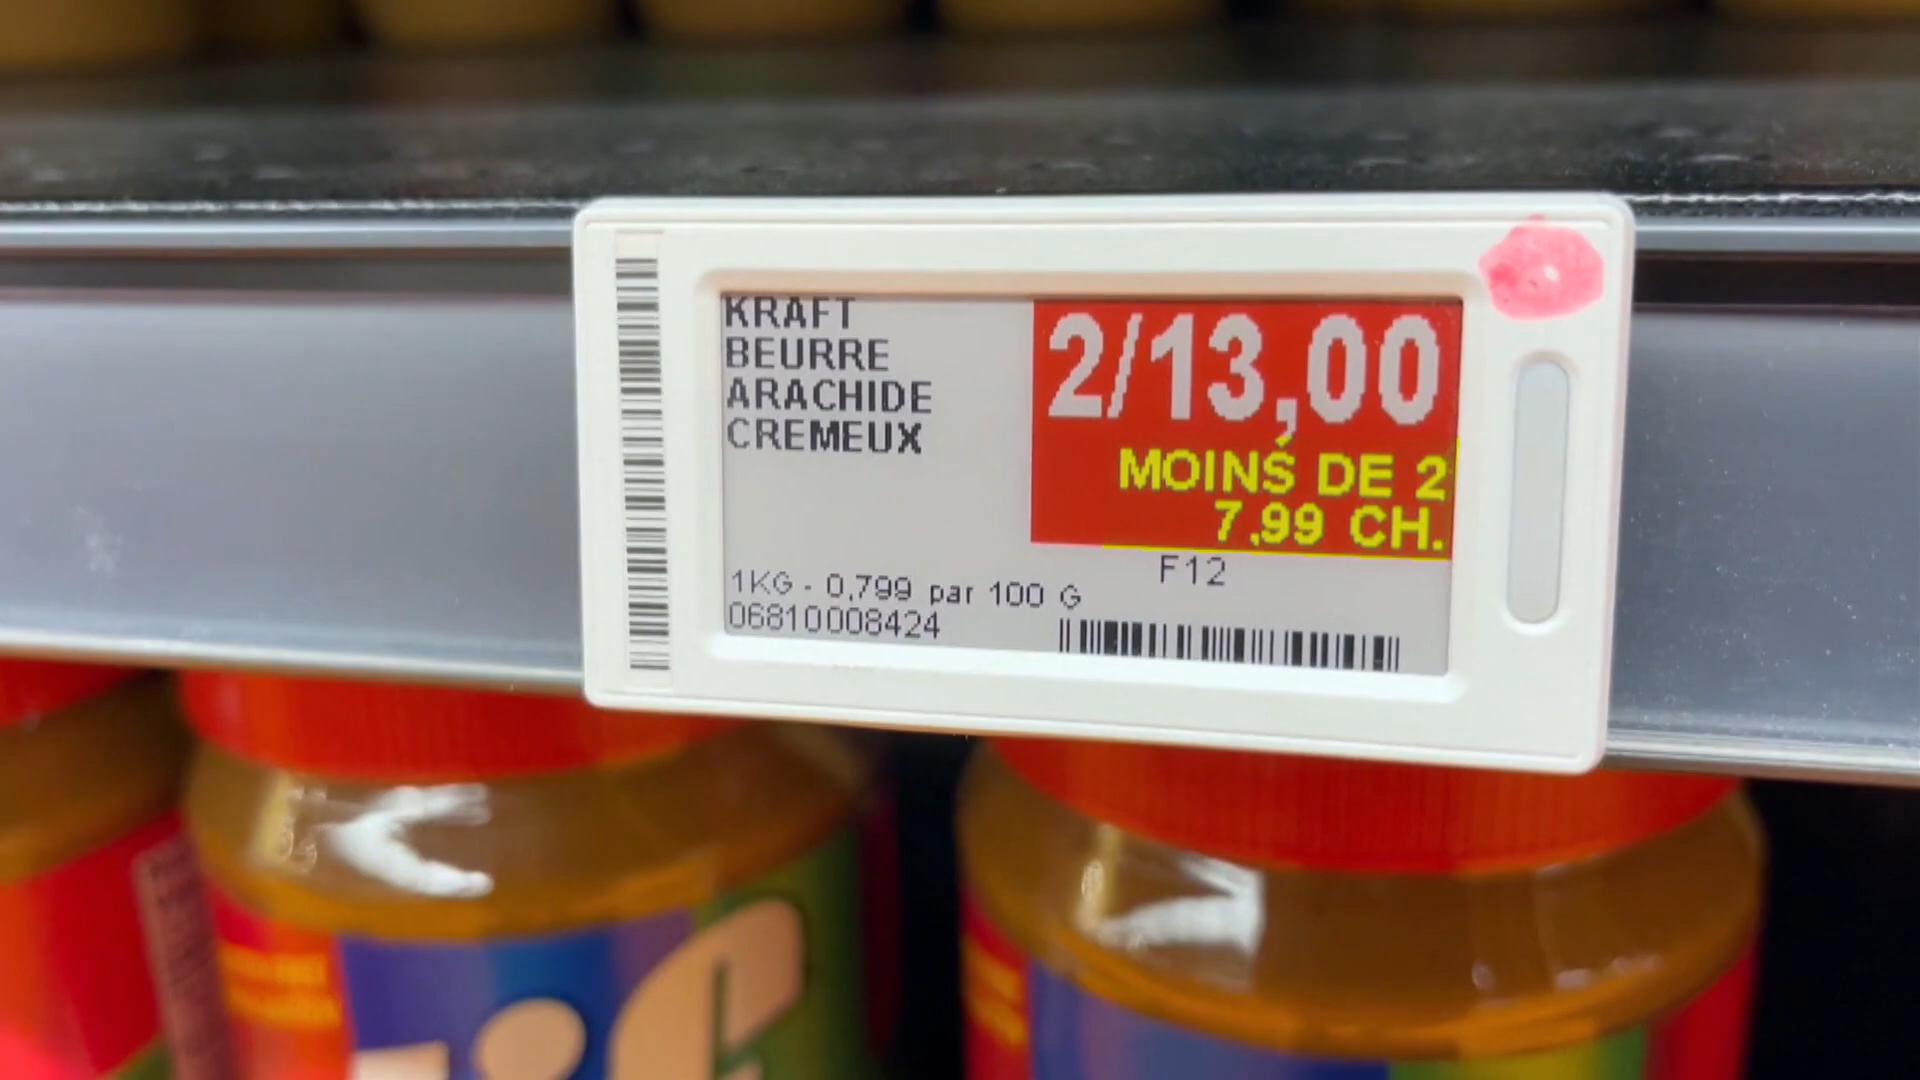 KRAFT
BEURRE
ARACHIDE
CREMEUX
2/13,00
MOINS DE 2
7,99 CH.
F12
1KG - 0,799 par 100 G
06810008424